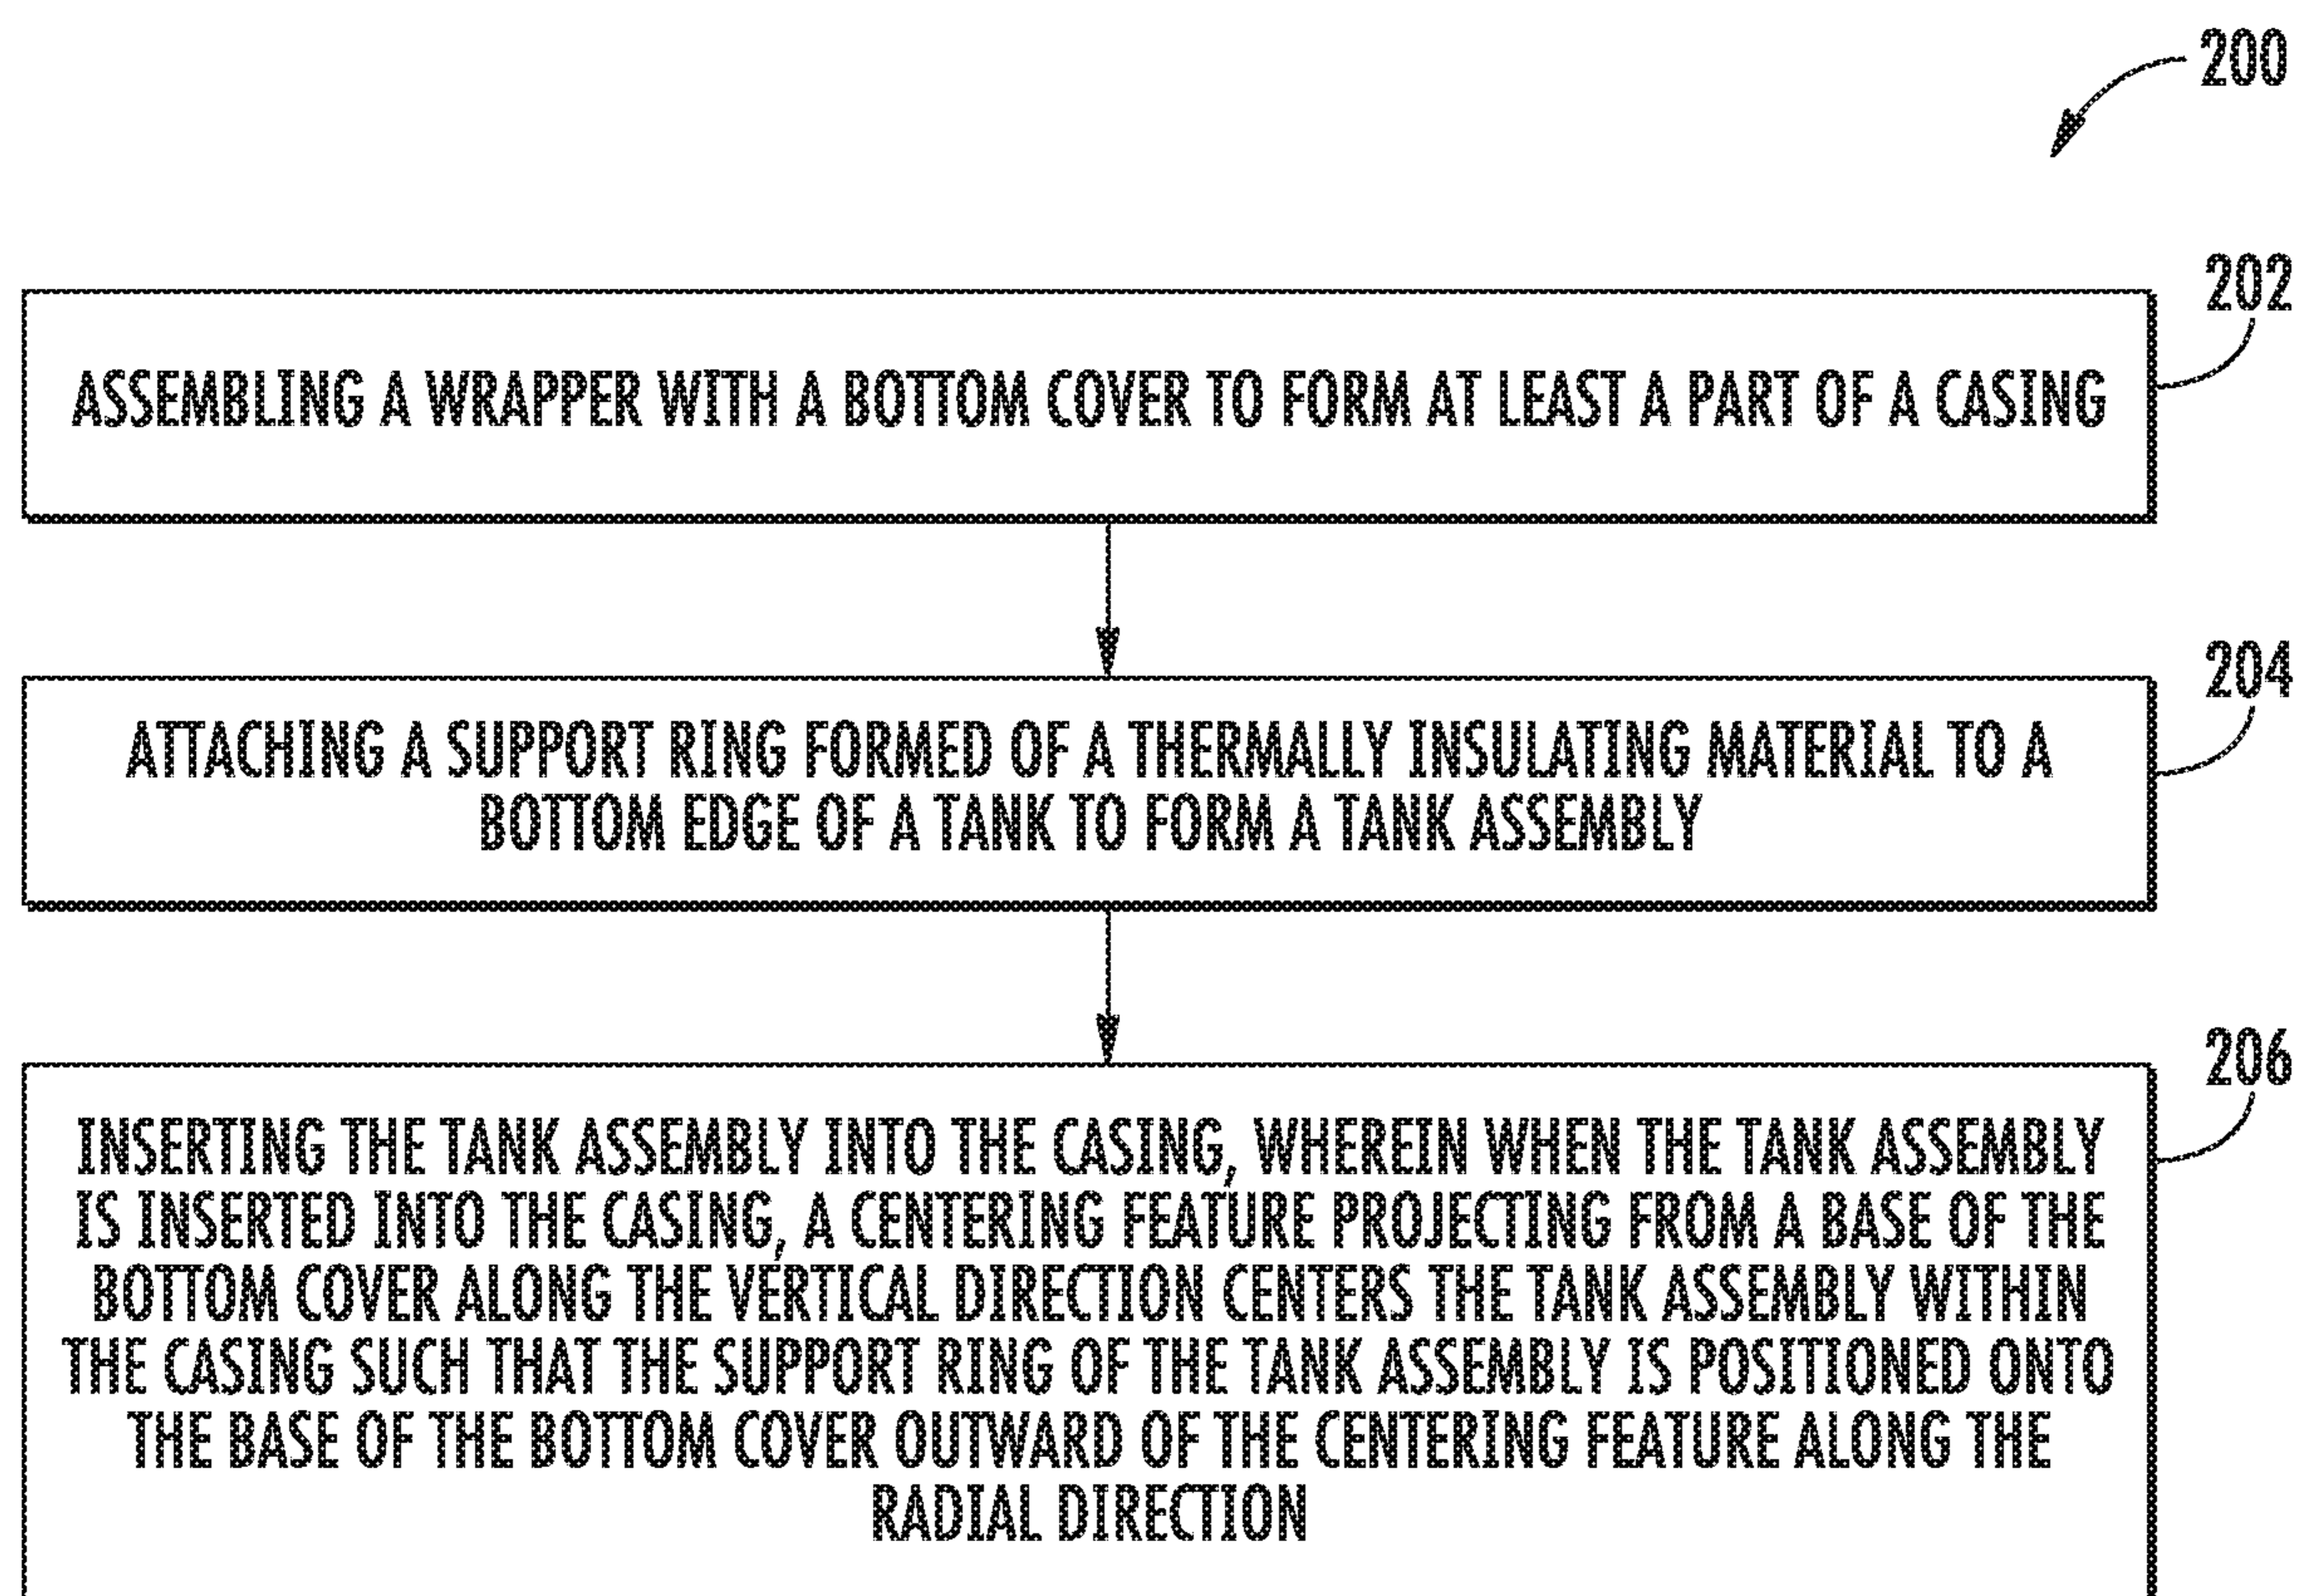 200
202
ASSEMBLING A WRAPPER WITH A BOTTOM COVER TO FORM AT LEAST A PART OF A CASING
204
ATTACHING A SUPPORT RING FORMED OF A THERMALLY INSULATING MATERIAL TO A
BOTTOM EDGE OF A TANK TO FORM A TANK ASSEMBLY
206
INSERTING THE TANK ASSEMBLY INTO THE CASING, WHEREIN WHEN THE TANK ASSEMBLY
IS INSERTED INTO THE CASING, A CENTERING FEATURE PROJECTING FROM A BASE OF THE
BOTTOM COVER ALONG THE VERTICAL DIRECTION CENTERS THE TANK ASSEMBLY WITHIN
THE CASING SUCH THAT THE SUPPORT RING OF THE TANK ASSEMBLY IS POSITIONED ONTO
THE BASE OF THE BOTTOM COVER OUTWARD OF THE CENTERING FEATURE ALONG THE
RADIAL DIRECTION